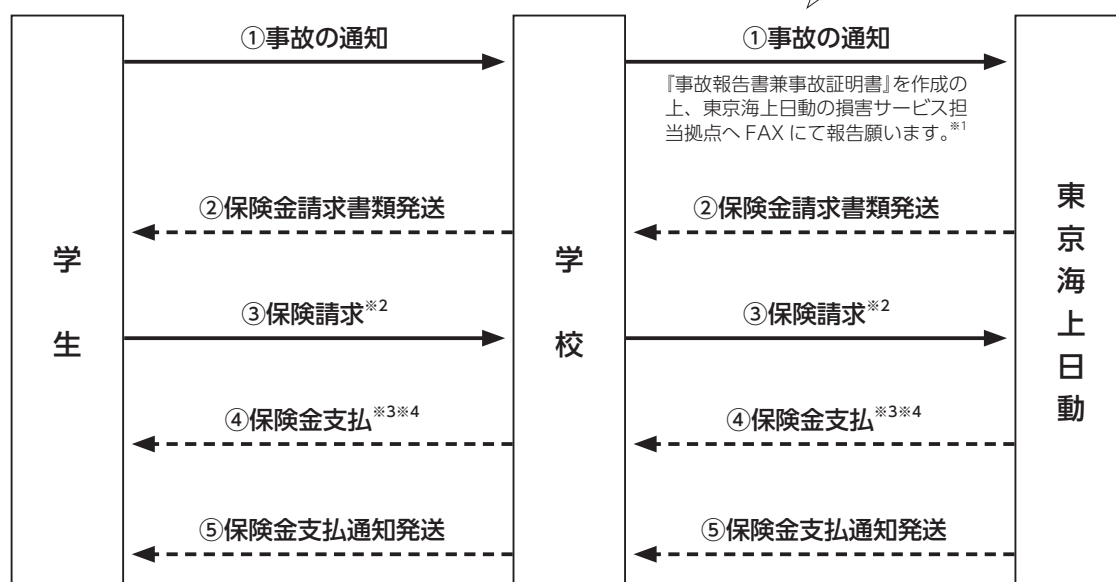 ①事故の通知
①事故の通知
『事故報告書兼事故証明書』を作成の
上、東京海上日動の損害サービス担
当拠点へ FAX にて報告願います。※1
②保険金請求書類発送
②保険金請求書類発送
学生
学校
東京海上日動
③保険請求※2
③保険請求※2
④保険金支払※3※4
④保険金支払※3※4
⑤保険金支払通知発送
⑤保険金支払通知発送